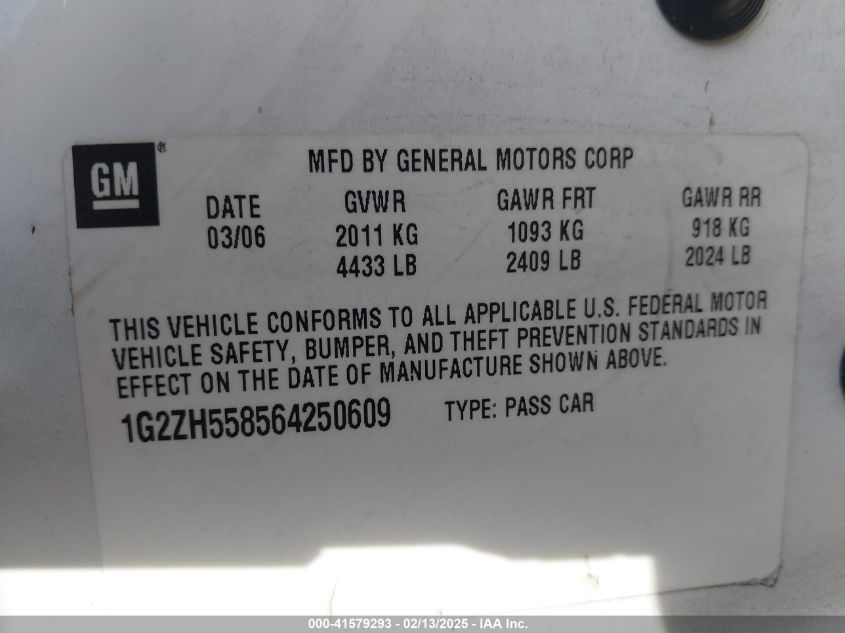 GM®
MFD BY GENERAL MOTORS CORP
DATE GVWR GAWR FRT GAWR RR
03/06 2011 KG 1093 KG 918 KG
4433 LB 2409 LB 2024 LB
THIS VEHICLE CONFORMS TO ALL APPLICABLE U.S. FEDERAL MOTOR
VEHICLE SAFETY, BUMPER, AND THEFT PREVENTION STANDARDS IN
EFFECT ON THE DATE OF MANUFACTURE SHOWN ABOVE.
1G2ZH558564250609 TYPE: PASS CAR
000-41579293 - 02/13/2025 - IAA Inc.